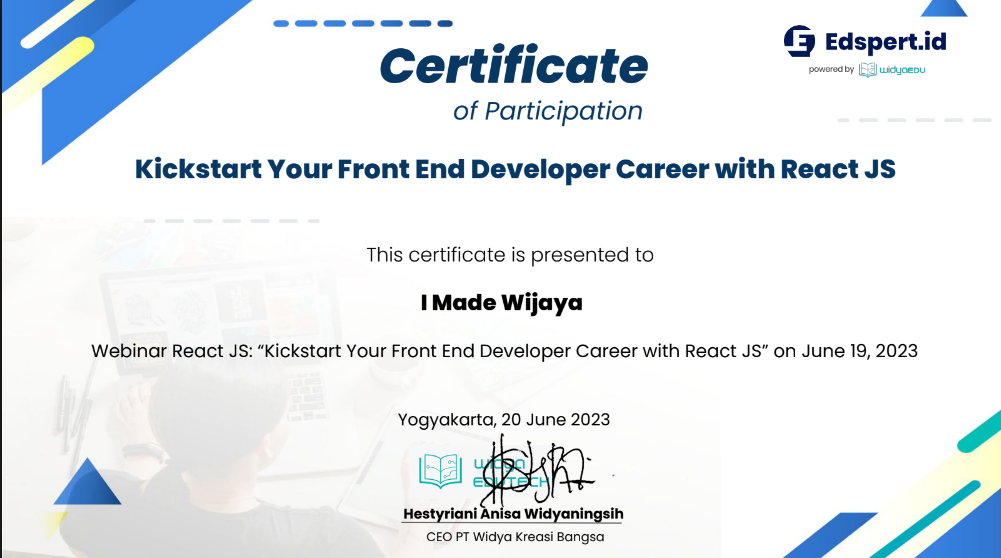 Edspert.id
powered by WIDYAEDU
Certificate
of Participation
Kickstart Your Front End Developer Career with React JS
This certificate is presented to
I Made Wijaya
Webinar React JS: “Kickstart Your Front End Developer Career with React JS” on June 19, 2023
Yogyakarta, 20 June 2023
WIDYA
EDUTECH
Hestyriani Anisa Widyaningsih
CEO PT Widya Kreasi Bangsa